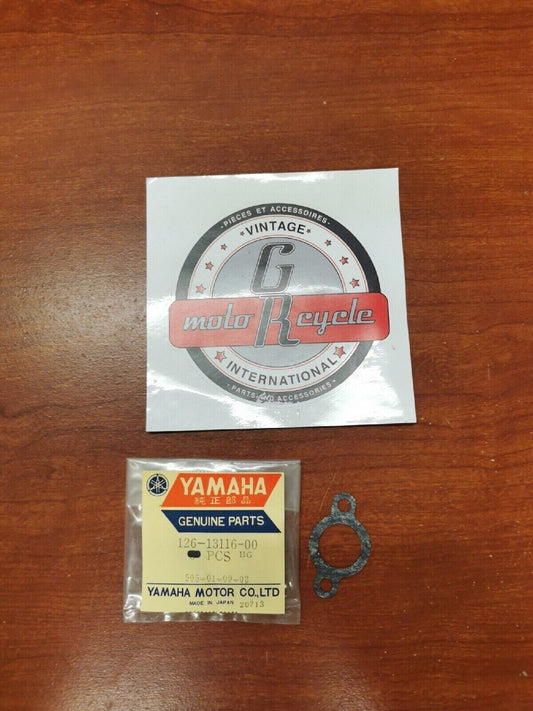 ·PIÈCES ET ACCESSOIRES·
*VINTAGE*
G
moto R cycle
INTERNATIONAL
·PARTS AND ACCESSORIES·
YAMAHA
純正部品
GENUINE PARTS
126-13116-00
PCS HG
505-01-09-02
YAMAHA MOTOR CO.,LTD
MADE IN JAPAN 20713